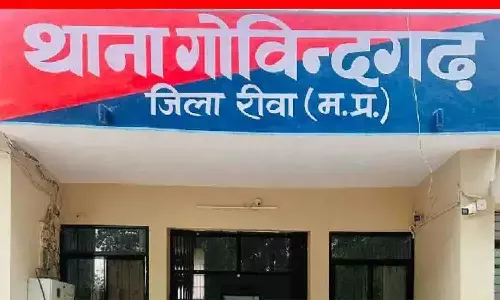 थाना गोविन्दगढ़
जिला रीवा (म.प्र.)